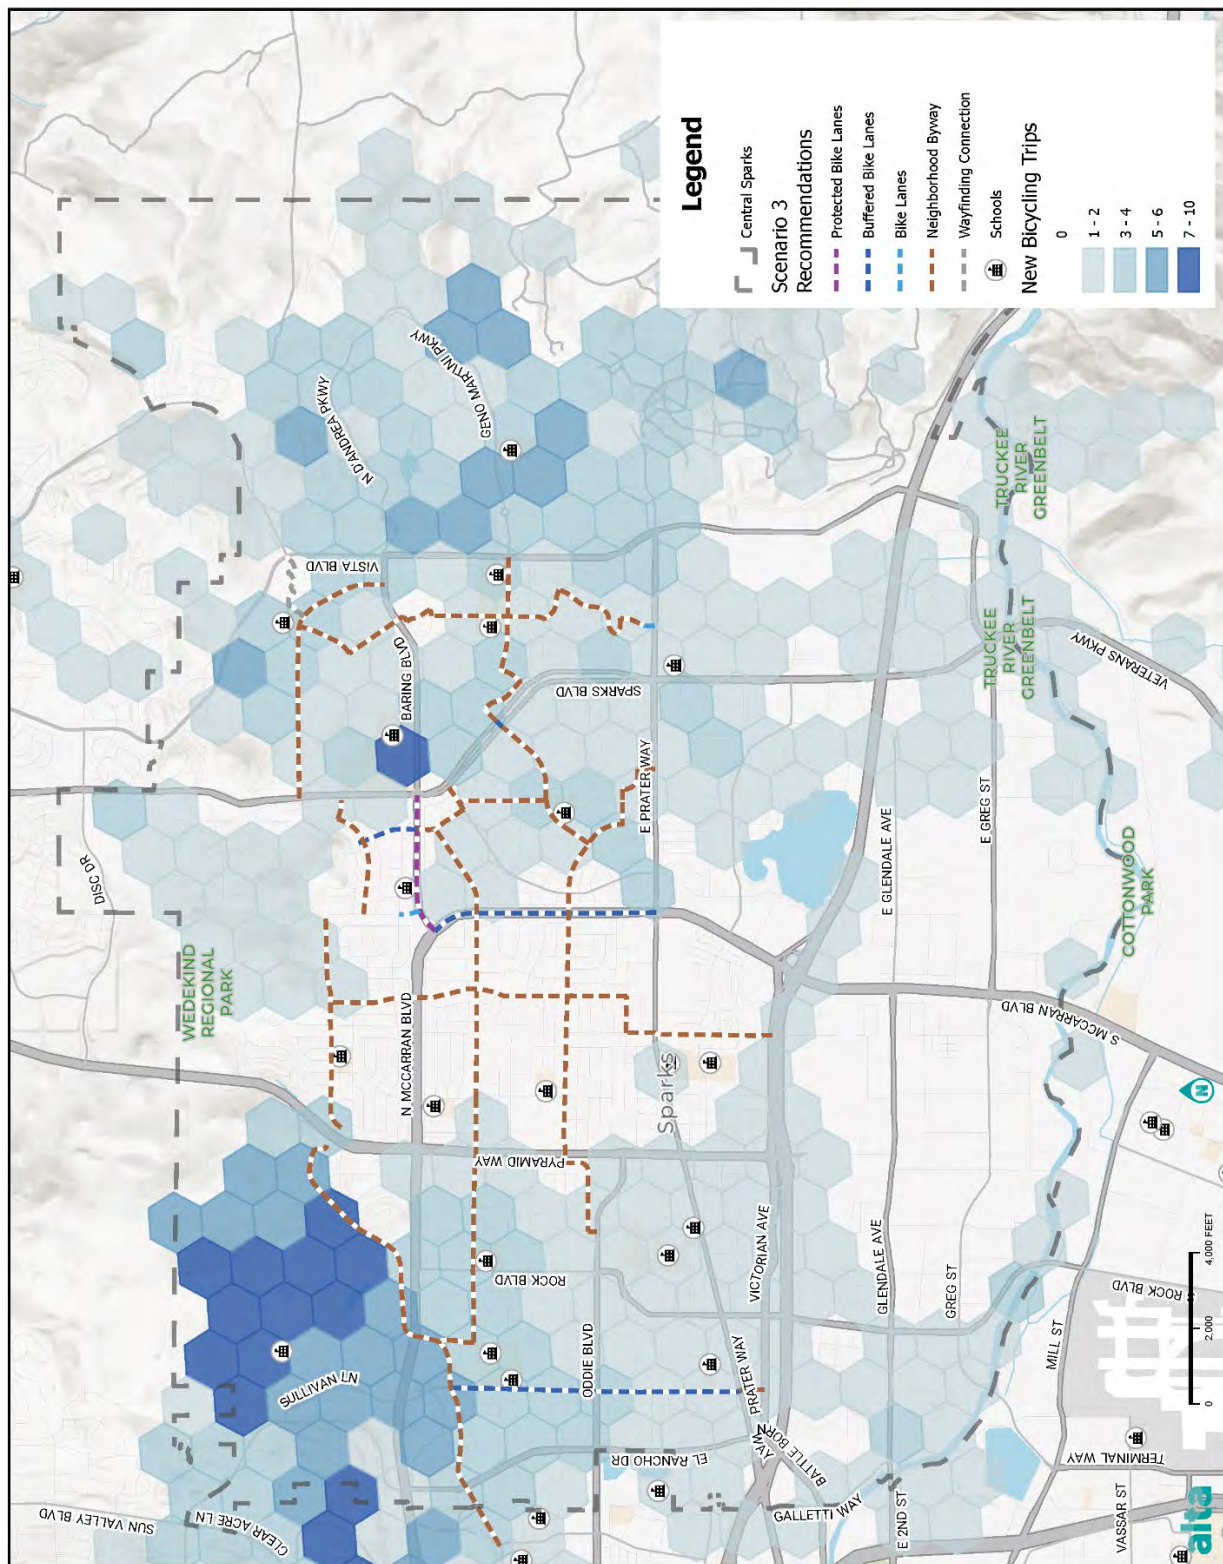 Legend
Central Sparks
Scenario 3
Recommendations
Protected Bike Lanes
Buffered Bike Lanes
Bike Lanes
Neighborhood Byway
Wayfinding Connection
Schools
New Bicycling Trips
0
1 - 2
3 - 4
5 - 6
7 - 10
DISC DR
WEDEKIND
REGIONAL
PARK
SUN VALLEY BLVD
CLEAR ACRE LN
SULLIVAN LN
N MCCARRAN BLVD
BARING BLVD
VISTA BLVD
N D'ANDREA PKWY
GENO MARTINI PKWY
PYRAMID WAY
ROCK BLVD
ODDIE BLVD
EL RANCHO DR
SPARKS BLVD
E PRATER WAY
Sparks
PRATER WAY
VICTORIAN AVE
N
BATTLE BORN
WAY
GALLETTI WAY
E 2ND ST
GLENDALE AVE
E GLENDALE AVE
GREG ST
E GREG ST
TRUCKEE
RIVER
GREENBELT
TRUCKEE
RIVER
GREENBELT
VETERANS PKWY
COTTONWOOD
PARK
S MCCARRAN BLVD
MILL ST
ROCK BLVD
TERMINAL WAY
VASSAR ST
0
2,000
4,000 FEET
N
alta